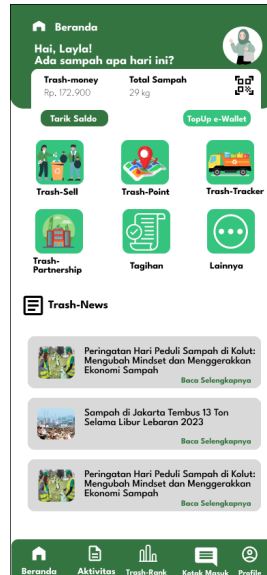 Beranda
Hai, Layla!
Ada sampah apa hari ini?
Trash-money Total Sampah
Rp. 172.900 29 kg
Tarik Saldo TopUp e-Wallet
Trash-Sell Trash-Point Trash-Tracker
Trash-
Partnership Tagihan Lainnya
Trash-News
Peringatan Hari Peduli Sampah di Kolut:
Mengubah Mindset dan Menggerakkan
Ekonomi Sampah
Baca Selengkapnya
Sampah di Jakarta Tembus 13 Ton
Selama Libur Lebaran 2023
Baca Selengkapnya
Peringatan Hari Peduli Sampah di Kolut:
Mengubah Mindset dan Menggerakkan
Ekonomi Sampah
Baca Selengkapnya
Beranda Aktivitas Trash-Rank Kotak Masuk Profile